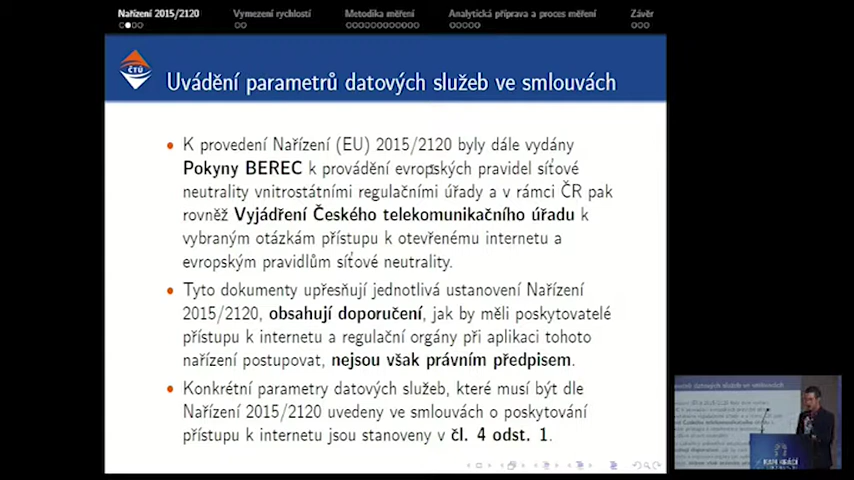 Nařízení 2015/2120
Vymezení rychlostí
Metodika měření
Analytická příprava a proces měření
Závěr
ČTÚ
Uvádění parametrů datových služeb ve smlouvách
K provedení Nařízení (EU) 2015/2120 byly dále vydány
Pokyny BEREC k provádění evropských pravidel síťové
neutrality vnitrostátními regulačními úřady a v rámci ČR pak
rovněž Vyjádření Českého telekomunikačního úřadu k
vybraným otázkám přístupu k otevřenému internetu a
evropským pravidlům síťové neutrality.
Tyto dokumenty upřesňují jednotlivá ustanovení Nařízení
2015/2120, obsahují doporučení, jak by měli poskytovatelé
přístupu k internetu a regulační orgány při aplikaci tohoto
nařízení postupovat, nejsou však právním předpisem.
Konkrétní parametry datových služeb, které musí být dle
Nařízení 2015/2120 uvedeny ve smlouvách o poskytování
přístupu k internetu jsou stanoveny v čl. 4 odst. 1.